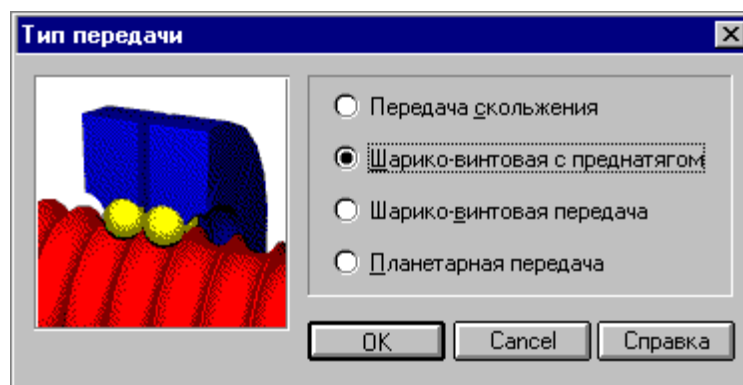 Тип передачи
Передача скольжения
Шарико-винтовая с преднатягом
Шарико-винтовая передача
Планетарная передача
OK Cancel Справка